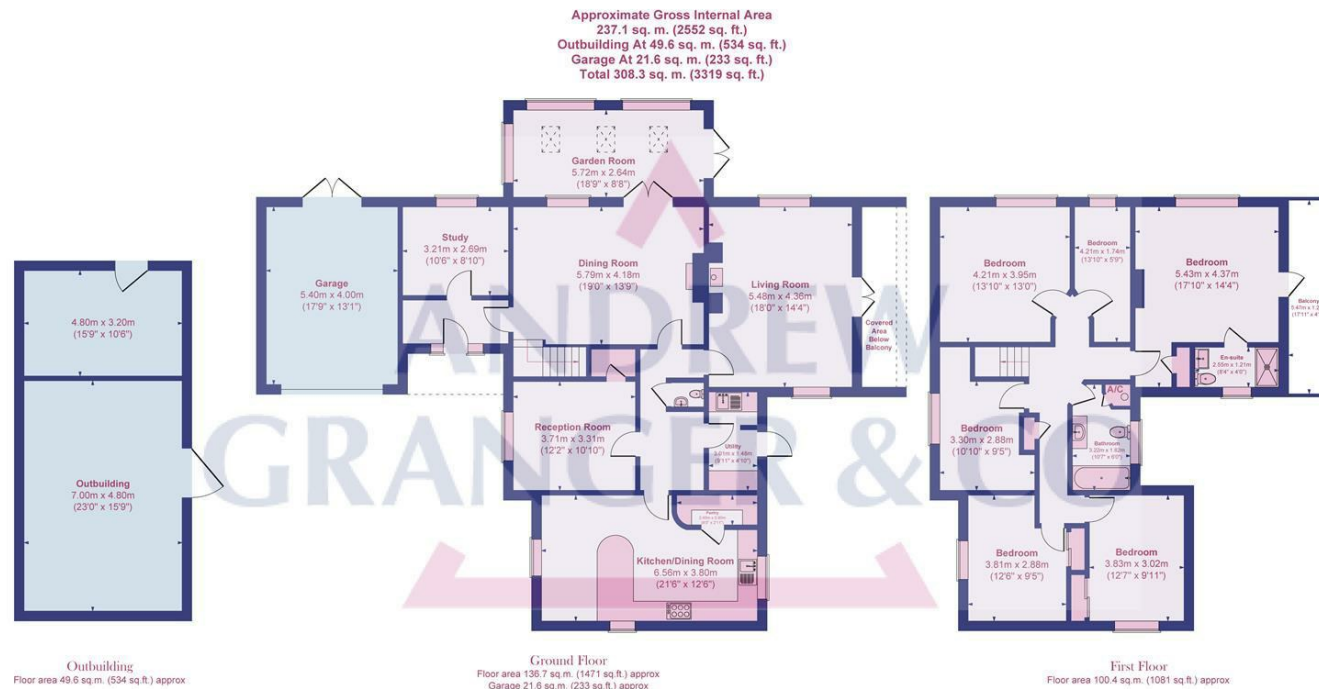 Approximate Gross Internal Area
237.1 sq. m. (2552 sq. ft.)
Outbuilding At 49.6 sq. m. (534 sq. ft.)
Garage At 21.6 sq. m. (233 sq. ft.)
Total 308.3 sq. m. (3319 sq. ft.)
ANDREW
GRANGER & CO
4.80m x 3.20m
(15'9" x 10'6")
Outbuilding
7.00m x 4.80m
(23'0" x 15'9")
Outbuilding
Floor area 49.6 sq.m. (534 sq.ft.) approx
Garden Room
5.72m x 2.64m
(18'9" x 8'8")
Garage
5.40m x 4.00m
(17'9" x 13'1")
Study
3.21m x 2.69m
(10'6" x 8'10")
Dining Room
5.79m x 4.18m
(19'0" x 13'9")
Living Room
5.48m x 4.36m
(18'0" x 14'4")
Covered
Area
Below
Balcony
Reception Room
3.71m x 3.31m
(12'2" x 10'10")
Utility
(9'11" x 4'10")
Pantry
Kitchen/Dining Room
6.56m x 3.80m
(21'6" x 12'6")
Ground Floor
Floor area 136.7 sq.m. (1471 sq.ft.) approx
Garage 21.6 sq.m. (233 sq.ft.) approx
Bedroom
4.21m x 3.95m
(13'10" x 13'0")
Bedroom
4.21m x 1.74m
(13'10" x 5'9")
Bedroom
5.43m x 4.37m
(17'10" x 14'4")
Balcony
En-suite
2.55m x 1.21m
A/C
Bedroom
3.30m x 2.88m
(10'10" x 9'5")
Bathroom
Bedroom
3.81m x 2.88m
(12'6" x 9'5")
Bedroom
3.83m x 3.02m
(12'7" x 9'11")
First Floor
Floor area 100.4 sq.m. (1081 sq.ft.) approx